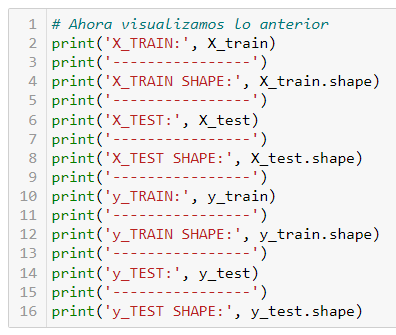 1 # Ahora visualizamos lo anterior
2 print('X_TRAIN:', X_train)
3 print('----------------')
4 print('X_TRAIN SHAPE:', X_train.shape)
5 print('----------------')
6 print('X_TEST:', X_test)
7 print('----------------')
8 print('X_TEST SHAPE:', X_test.shape)
9 print('----------------')
10 print('y_TRAIN:', y_train)
11 print('----------------')
12 print('y_TRAIN SHAPE:', y_train.shape)
13 print('----------------')
14 print('y_TEST:', y_test)
15 print('----------------')
16 print('y_TEST SHAPE:', y_test.shape)